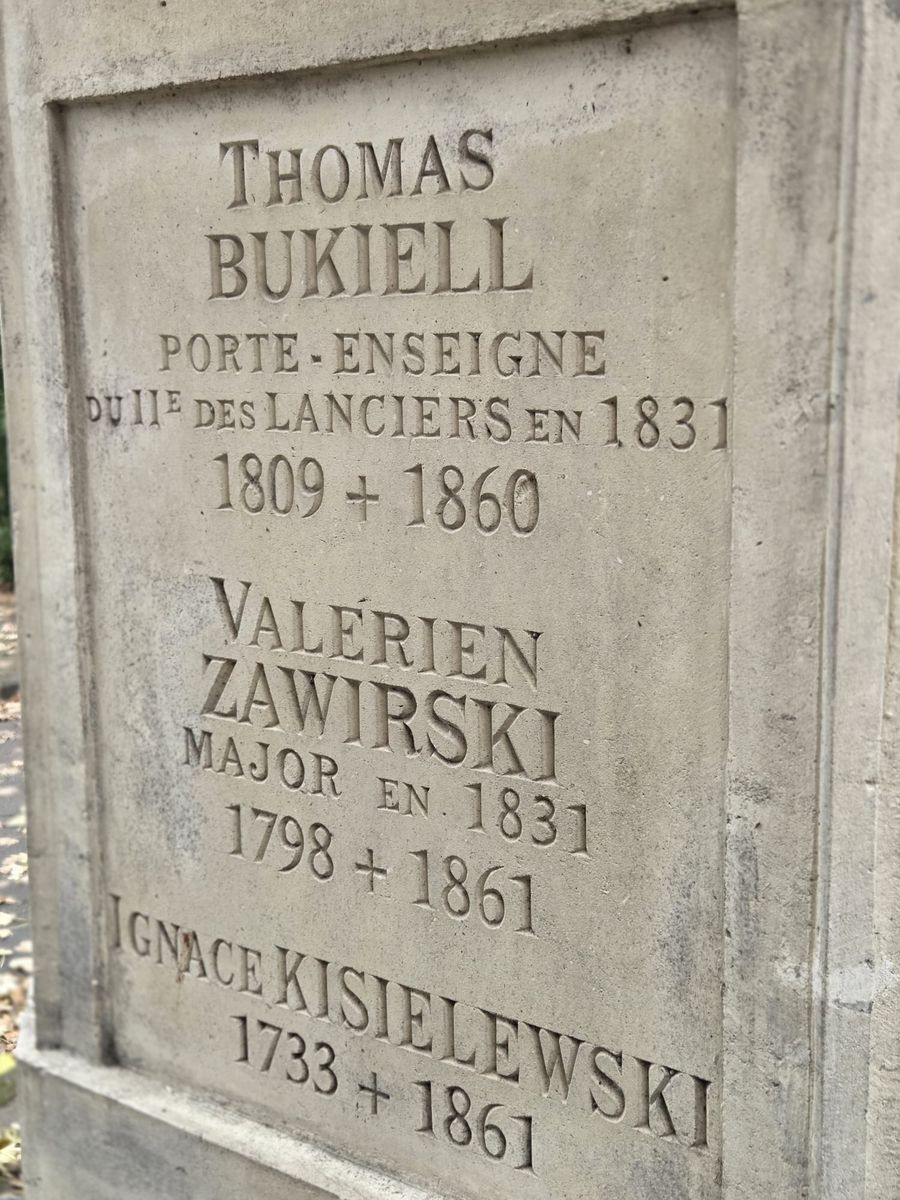 THOMAS
BUKIELL
PORTE-ENSEIGNE
DU IIE DES LANCIERS EN 1831
1809 + 1860
VALERIEN
ZAWIRSKI
MAJOR EN 1831
1798 + 1861
IGNACE KISIELEWSKI
1733 + 1861